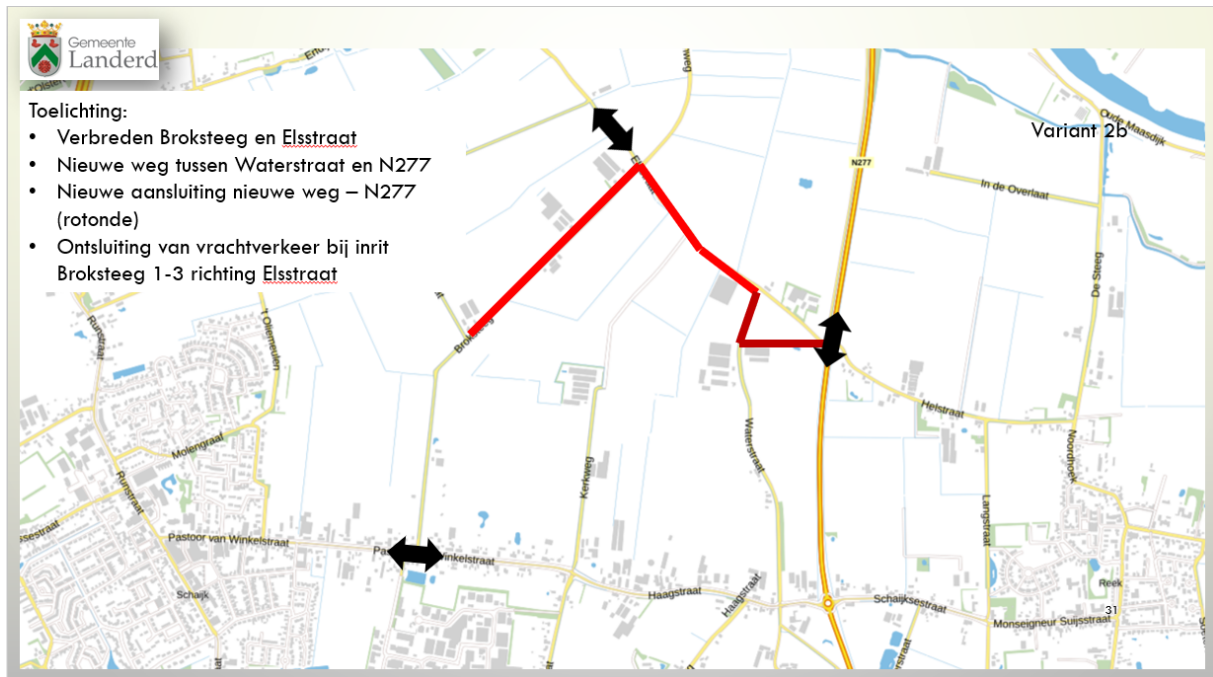 Gemeente
Landerd
Toelichting:
• Verbreden Broksteeg en Elsstraat
• Nieuwe weg tussen Waterstraat en N277
• Nieuwe aansluiting nieuwe weg – N277
(rotonde)
• Ontsluiting van vrachtverkeer bij inrit
Broksteeg 1-3 richting Elsstraat
Variant 2b
Oude Maasdijk
N277
In de Overlaat
De Steeg
Runstraat
't Oliemeulen
Broksteeg
Molengraaf
Runstraat
Helstraat
Noordhoek
Waterstraat
Kerkweg
Langstraat
Pastoor van Winkelstraat
Schaijk
Haagstraat
Haagstraat
Schaijksestraat
Reek
31
Monseigneur Suijsstraat